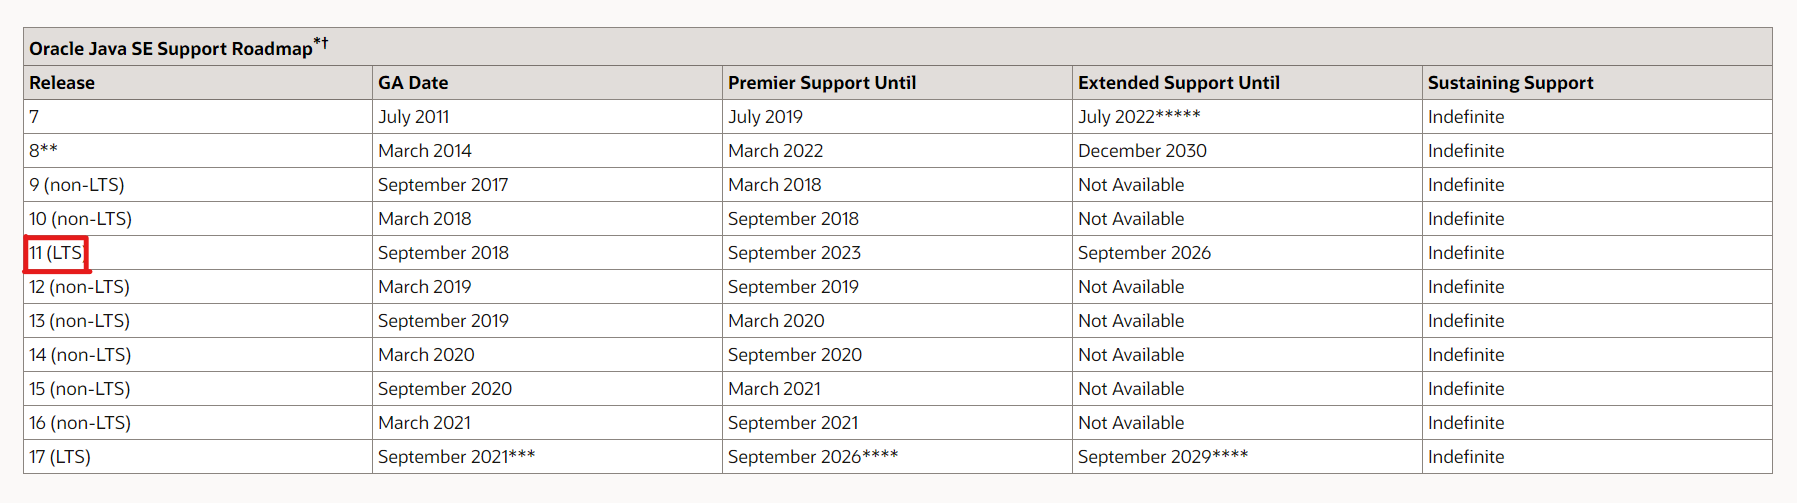 Oracle Java SE Support Roadmap*†
Release GA Date Premier Support Until Extended Support Until Sustaining Support
7 July 2011 July 2019 July 2022***** Indefinite
8** March 2014 March 2022 December 2030 Indefinite
9 (non-LTS) September 2017 March 2018 Not Available Indefinite
10 (non-LTS) March 2018 September 2018 Not Available Indefinite
11 (LTS) September 2018 September 2023 September 2026 Indefinite
12 (non-LTS) March 2019 September 2019 Not Available Indefinite
13 (non-LTS) September 2019 March 2020 Not Available Indefinite
14 (non-LTS) March 2020 September 2020 Not Available Indefinite
15 (non-LTS) September 2020 March 2021 Not Available Indefinite
16 (non-LTS) March 2021 September 2021 Not Available Indefinite
17 (LTS) September 2021*** September 2026**** September 2029**** Indefinite